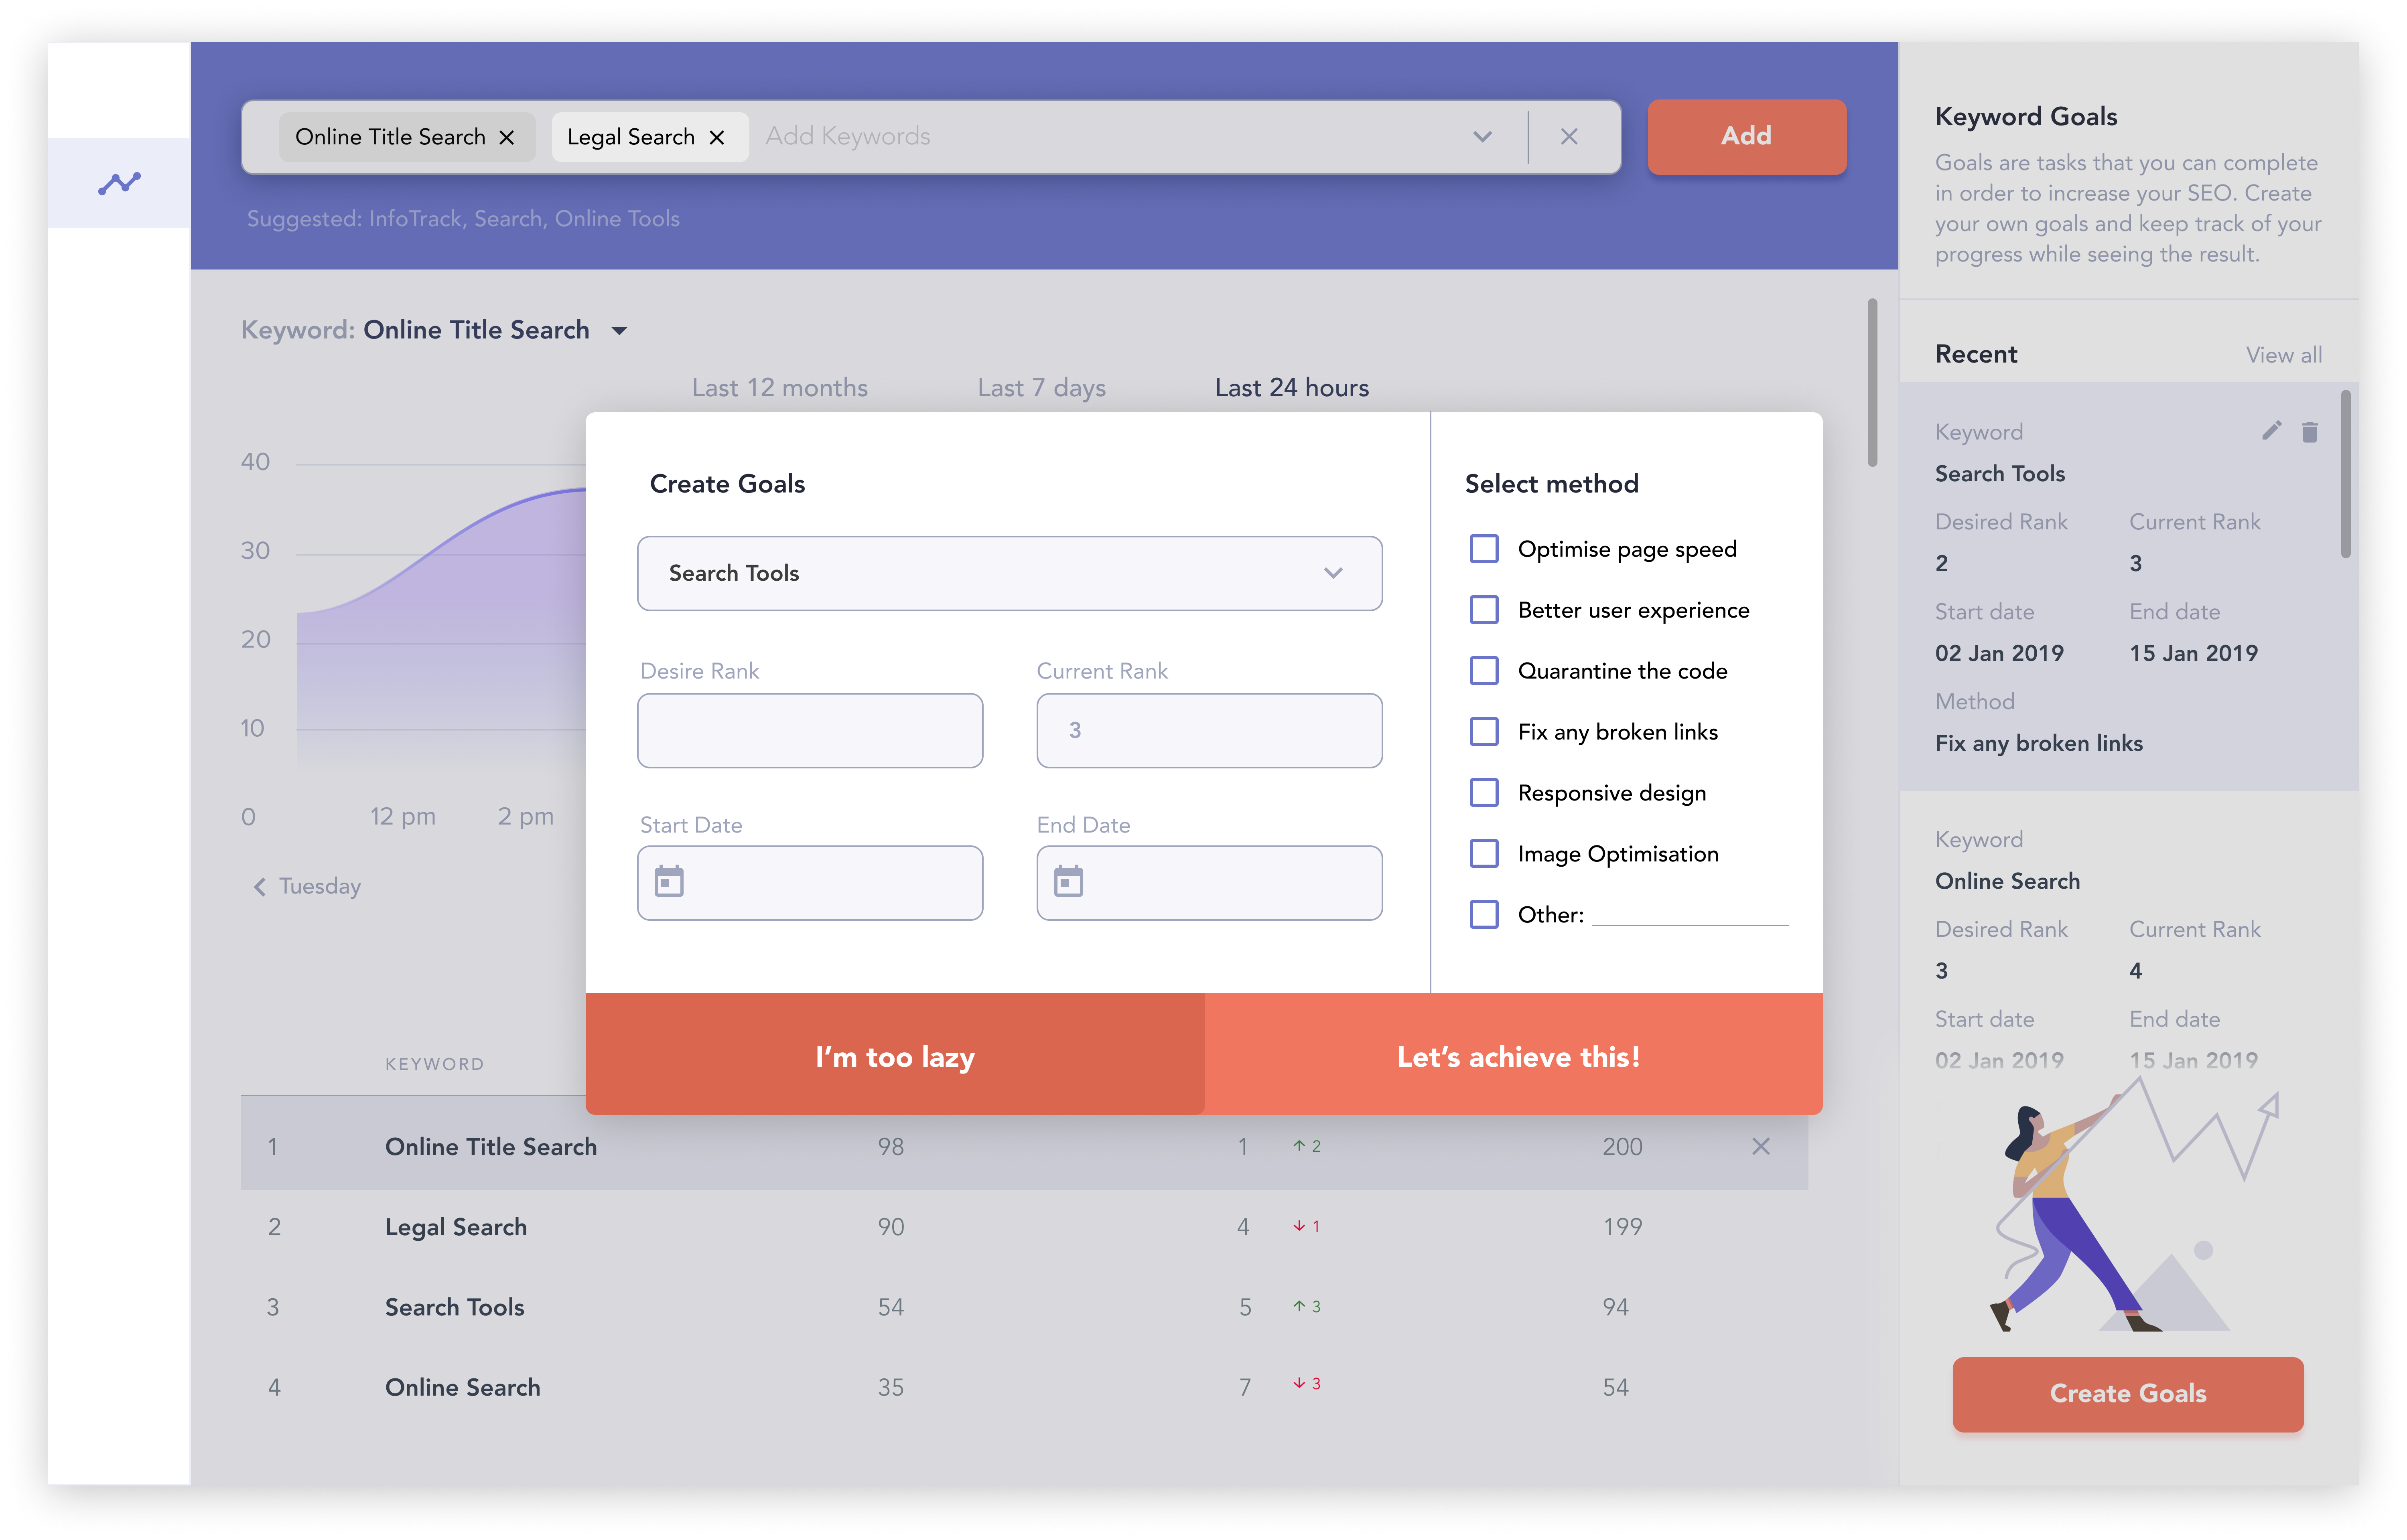 Online Title Search
Legal Search
Add Keywords
Add
Suggested: InfoTrack, Search, Online Tools
Keyword: Online Title Search
Last 12 months
Last 7 days
Last 24 hours
40
30
20
10
0
12 pm
2 pm
Tuesday
Create Goals
Search Tools
Desire Rank
Current Rank
3
Start Date
End Date
Select method
Optimise page speed
Better user experience
Quarantine the code
Fix any broken links
Responsive design
Image Optimisation
Other:
I'm too lazy
Let's achieve this!
KEYWORD
1 Online Title Search 98 1 2 200
2 Legal Search 90 4 1 199
3 Search Tools 54 5 3 94
4 Online Search 35 7 3 54
Keyword Goals
Goals are tasks that you can complete
in order to increase your SEO. Create
your own goals and keep track of your
progress while seeing the result.
Recent
View all
Keyword
Search Tools
Desired Rank Current Rank
2 3
Start date End date
02 Jan 2019 15 Jan 2019
Method
Fix any broken links
Keyword
Online Search
Desired Rank Current Rank
3 4
Start date End date
02 Jan 2019 15 Jan 2019
Create Goals